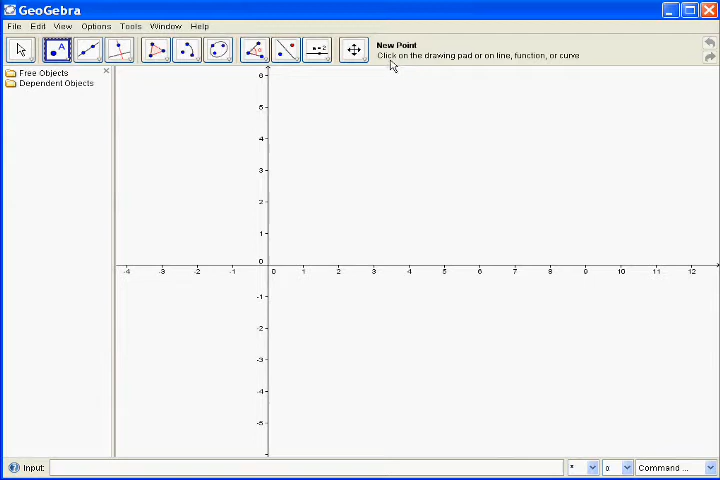 GeoGebra
File Edit View Options Tools Window Help
A
α
n=2
New Point
Click on the drawing pad or on line, function, or curve
Free Objects
Dependent Objects
6
5
4
3
2
1
0
-4 -3 -2 -1 0 1 2 3 4 5 6 7 8 9 10 11 12
-1
-2
-3
-4
-5
Input: Command ...